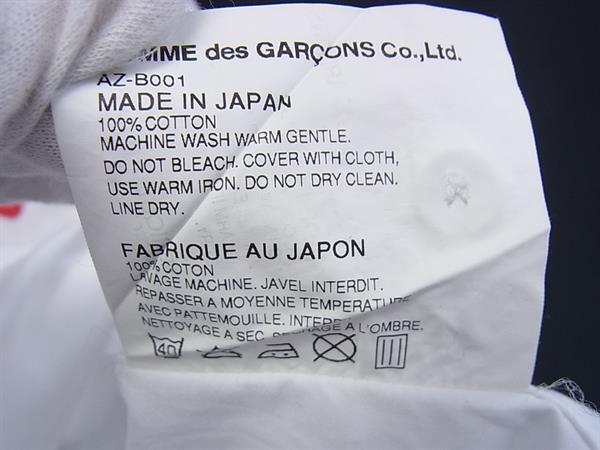 des GARÇONS Co.,Ltd.
AZ-B001
MADE IN JAPAN
100% COTTON
MACHINE WASH WARM GENTLE.
DO NOT BLEACH. COVER WITH CLOTH,
USE WARM IRON. DO NOT DRY CLEAN.
LINE DRY.
FABRIQUE AU JAPON
100% COTON
LAVAGE MACHINE. JAVEL INTERDIT.
REPASSER A MOYENNE TEMPERATURE
AVEC PATTEMOUILLE.
NETTOYAGE A SEC, A L'OMBRE.
40